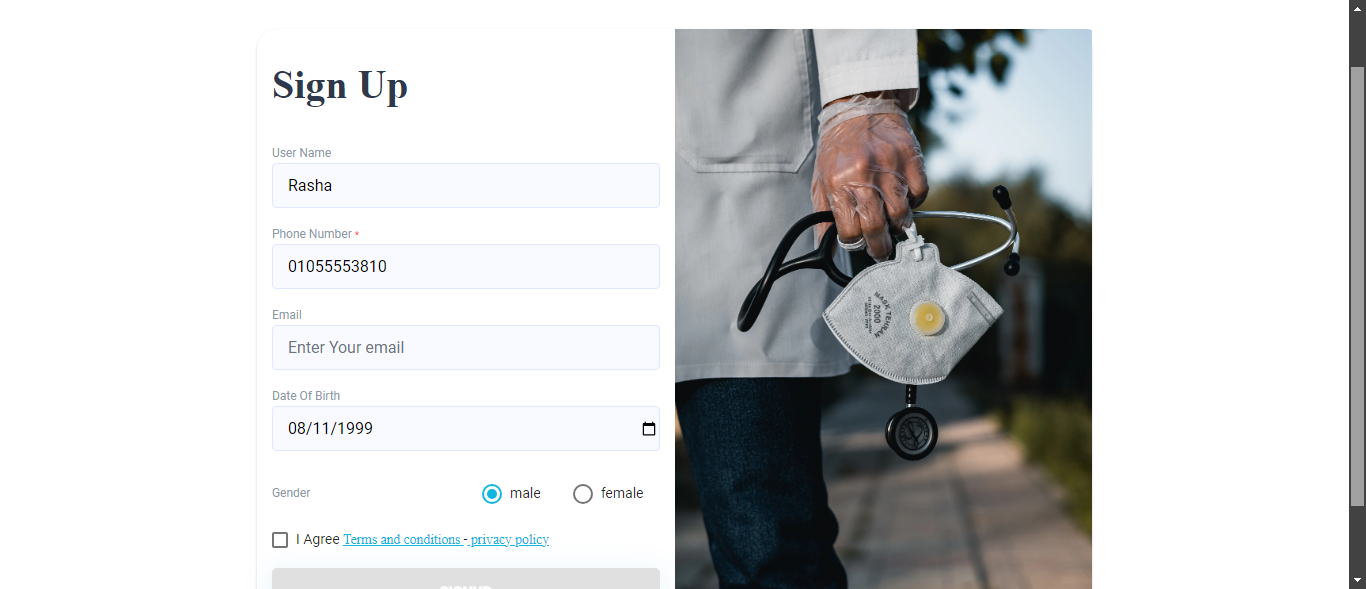 Sign Up
User Name
Rasha
Phone Number *
01055553810
Email
Enter Your email
Date Of Birth
08/11/1999
Gender
male
female
I Agree Terms and conditions - privacy policy
MASK TEHRAN
2000